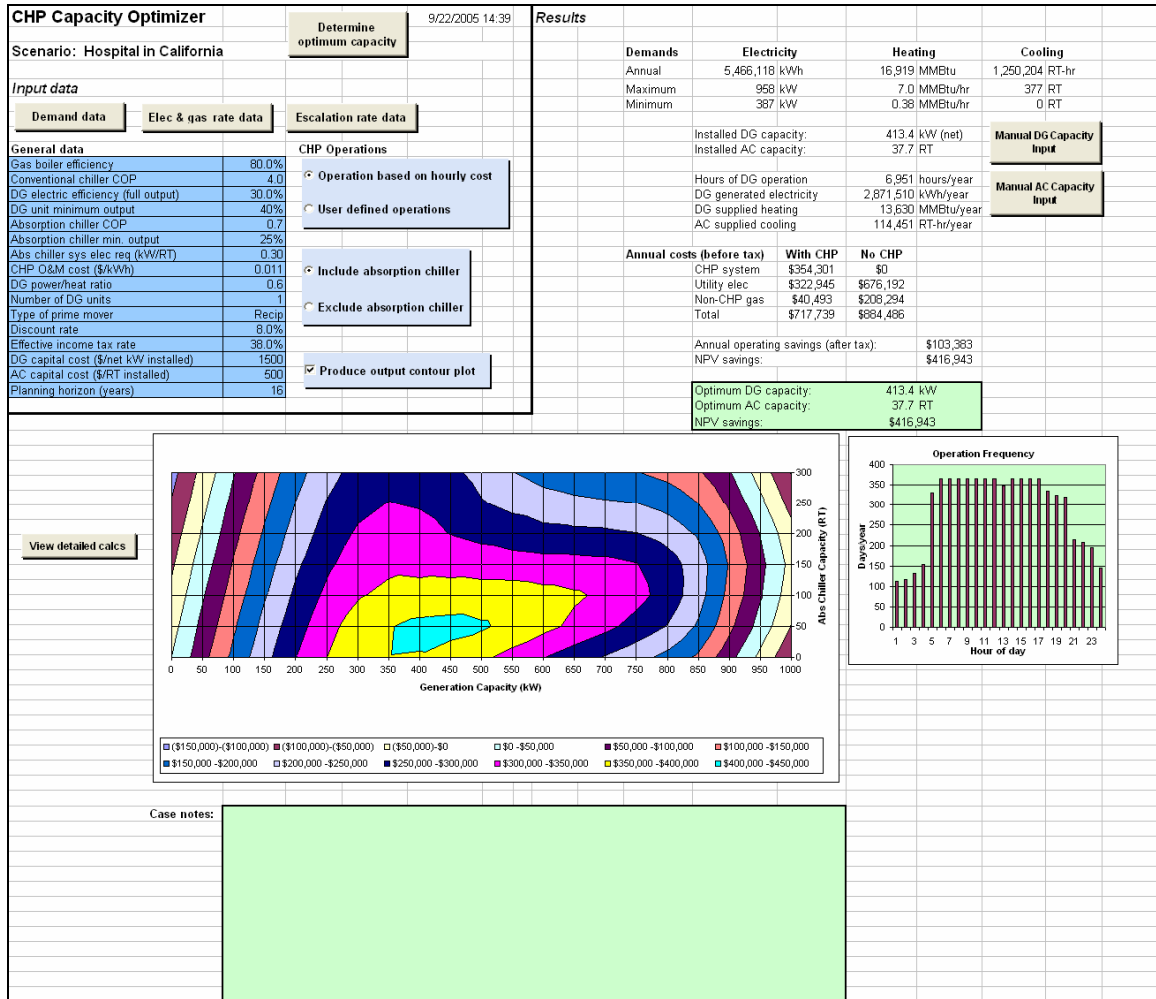 CHP Capacity Optimizer
Determine optimum capacity
9/22/2005 14:39
Results
Scenario: Hospital in California
Input data
Demand data
Elec & gas rate data
Escalation rate data
General data
Gas boiler efficiency 80.0%
Conventional chiller COP 4.0
DG electric efficiency (full output) 30.0%
DG unit minimum output 40%
Absorption chiller COP 0.7
Absorption chiller min. output 25%
Abs chiller sys elec req (kW/RT) 0.30
CHP O&M cost ($/kWh) 0.011
DG power/heat ratio 0.6
Number of DG units 1
Type of prime mover Recip
Discount rate 8.0%
Effective income tax rate 38.0%
DG capital cost ($/net kW installed) 1500
AC capital cost ($/RT installed) 500
Planning horizon (years) 16
CHP Operations
Operation based on hourly cost
User defined operations
Include absorption chiller
Exclude absorption chiller
Produce output contour plot
Demands Electricity Heating Cooling
Annual 5,466,118 kWh 16,919 MMBtu 1,250,204 RT-hr
Maximum 958 kW 7.0 MMBtu/hr 377 RT
Minimum 387 kW 0.38 MMBtu/hr 0 RT
Installed DG capacity: 413.4 kW (net)
Installed AC capacity: 37.7 RT
Manual DG Capacity Input
Manual AC Capacity Input
Hours of DG operation 6,951 hours/year
DG generated electricity 2,871,510 kWh/year
DG supplied heating 13,630 MMBtu/year
AC supplied cooling 114,451 RT-hr/year
Annual costs (before tax) With CHP No CHP
CHP system $354,301 $0
Utility elec $322,945 $676,192
Non-CHP gas $40,493 $208,294
Total $717,739 $884,486
Annual operating savings (after tax): $103,383
NPV savings: $416,943
Optimum DG capacity: 413.4 kW
Optimum AC capacity: 37.7 RT
NPV savings: $416,943
View detailed calcs
300
250
200
150
100
50
0
Abs Chiller Capacity (RT)
0 50 100 150 200 250 300 350 400 450 500 550 600 650 700 750 800 850 900 950 1000
Generation Capacity (kW)
($150,000)-($100,000) ($100,000)-($50,000) ($50,000)-$0 $0 -$50,000 $50,000 -$100,000 $100,000 -$150,000
$150,000 -$200,000 $200,000 -$250,000 $250,000 -$300,000 $300,000 -$350,000 $350,000 -$400,000 $400,000 -$450,000
Operation Frequency
400
350
300
250
200
150
100
50
0
Days/year
1 3 5 7 9 11 13 15 17 19 21 23
Hour of day
Case notes: